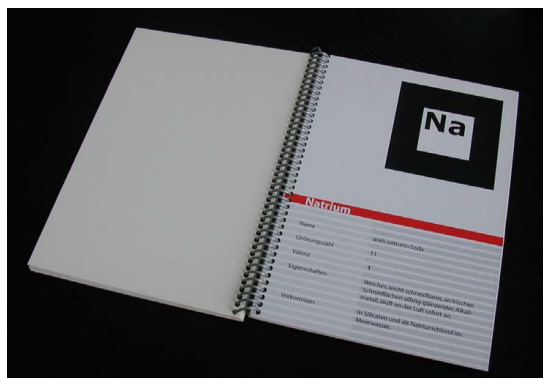 Na
Natrium
Name arab. natrun=Soda
Ordnungszahl 11
Valenz 1
Eigenschaften Weiches, leicht schneidbares, an frischen
Schnittflächen silbrig glänzendes Alkali-
metall, läuft an der Luft sofort an.
Vorkommen In Silicaten und als Natriumchlorid im
Meerwasser.